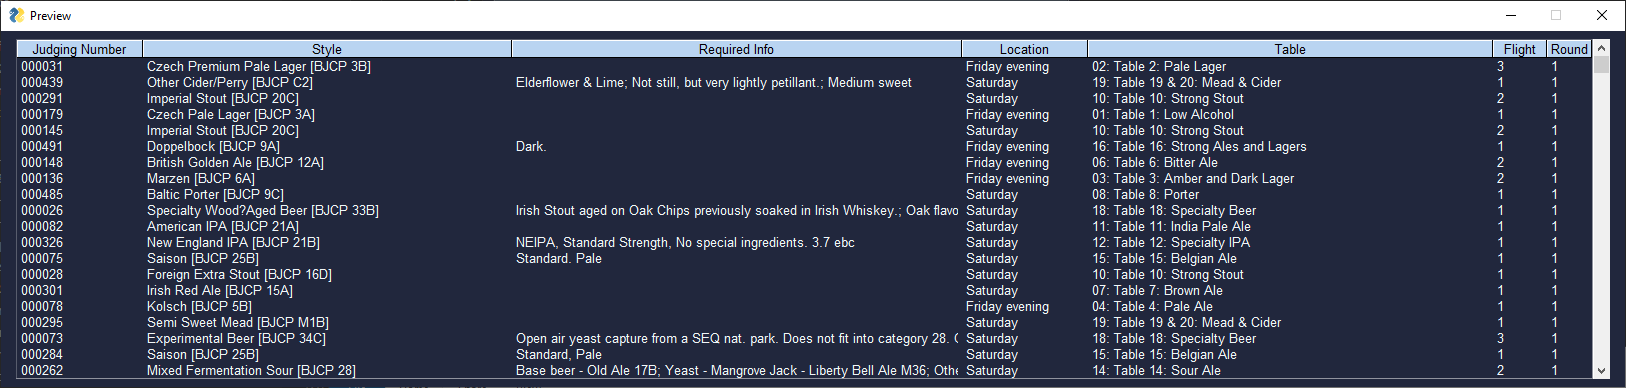 Preview
Judging Number Style Required Info Location Table Flight Round
000031 Czech Premium Pale Lager [BJCP 3B] Friday evening 02: Table 2: Pale Lager 3 1
000439 Other Cider/Perry [BJCP C2] Elderflower & Lime; Not still, but very lightly petillant.; Medium sweet Saturday 19: Table 19 & 20: Mead & Cider 1 1
000291 Imperial Stout [BJCP 20C] Saturday 10: Table 10: Strong Stout 2 1
000179 Czech Pale Lager [BJCP 3A] Friday evening 01: Table 1: Low Alcohol 1 1
000145 Imperial Stout [BJCP 20C] Saturday 10: Table 10: Strong Stout 2 1
000491 Doppelbock [BJCP 9A] Dark. Friday evening 16: Table 16: Strong Ales and Lagers 1 1
000148 British Golden Ale [BJCP 12A] Friday evening 06: Table 6: Bitter Ale 2 1
000136 Marzen [BJCP 6A] Friday evening 03: Table 3: Amber and Dark Lager 2 1
000485 Baltic Porter [BJCP 9C] Saturday 08: Table 8: Porter 1 1
000026 Specialty Wood?Aged Beer [BJCP 33B] Irish Stout aged on Oak Chips previously soaked in Irish Whiskey.; Oak flavo Saturday 18: Table 18: Specialty Beer 1 1
000082 American IPA [BJCP 21A] Saturday 11: Table 11: India Pale Ale 1 1
000326 New England IPA [BJCP 21B] NEIPA, Standard Strength, No special ingredients. 3.7 ebc Saturday 12: Table 12: Specialty IPA 1 1
000075 Saison [BJCP 25B] Standard. Pale Saturday 15: Table 15: Belgian Ale 1 1
000028 Foreign Extra Stout [BJCP 16D] Saturday 10: Table 10: Strong Stout 1 1
000301 Irish Red Ale [BJCP 15A] Saturday 07: Table 7: Brown Ale 1 1
000078 Kolsch [BJCP 5B] Friday evening 04: Table 4: Pale Ale 1 1
000295 Semi Sweet Mead [BJCP M1B] Saturday 19: Table 19 & 20: Mead & Cider 1 1
000073 Experimental Beer [BJCP 34C] Open air yeast capture from a SEQ nat. park. Does not fit into category 28. Saturday 18: Table 18: Specialty Beer 3 1
000284 Saison [BJCP 25B] Standard, Pale Saturday 15: Table 15: Belgian Ale 1 1
000262 Mixed Fermentation Sour [BJCP 28] Base beer - Old Ale 17B; Yeast - Mangrove Jack - Liberty Bell Ale M36; Othe Saturday 14: Table 14: Sour Ale 2 1